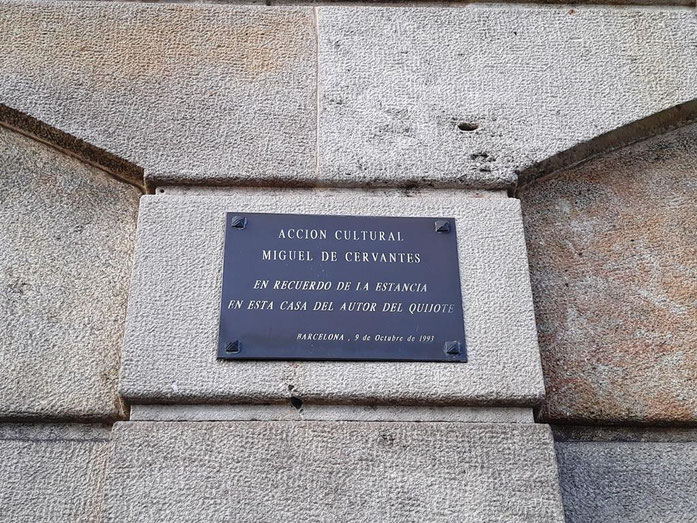 ACCION CULTURAL
MIGUEL DE CERVANTES
EN RECUERDO DE LA ESTANCIA
EN ESTA CASA DEL AUTOR DEL QUIJOTE
BARCELONA , 9 de Octubre de 1993